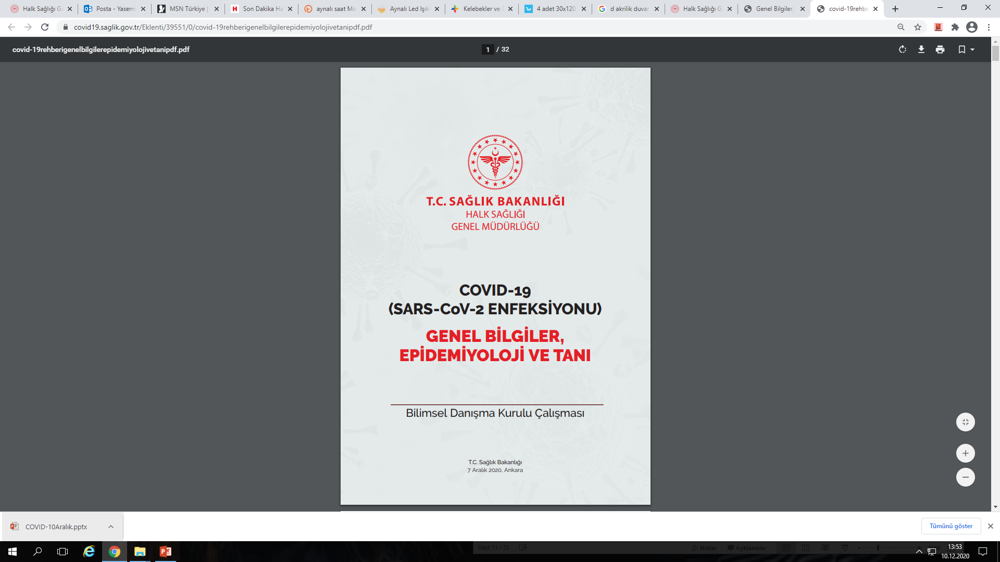 Halk Sağlığı G
Posta - Yasemi
MSN Türkiye |
Son Dakika Ha
aynalı saat Mo
Aynalı Led Işık
Kelebekler ve
4 adet 30x120
d akrilik duvar
Halk Sağlığı G
Genel Bilgiler,
covid-19rehbe
covid19.saglik.gov.tr/Eklenti/39551/0/covid-19rehberigenelbilgilerepidemiyolojivetanipdf.pdf
covid-19rehberigenelbilgilerepidemiyolojivetanipdf.pdf
1 / 32
T.C. SAĞLIK BAKANLIĞI
HALK SAĞLIĞI
GENEL MÜDÜRLÜĞÜ
COVID-19
(SARS-CoV-2 ENFEKSİYONU)
GENEL BİLGİLER,
EPİDEMİYOLOJİ VE TANI
Bilimsel Danışma Kurulu Çalışması
T.C. Sağlık Bakanlığı
7 Aralık 2020, Ankara
COVID-10Aralık.pptx
Tümünü göster
Slayt 11 / 35
Notlar
Açıklamalar
13:53
10.12.2020